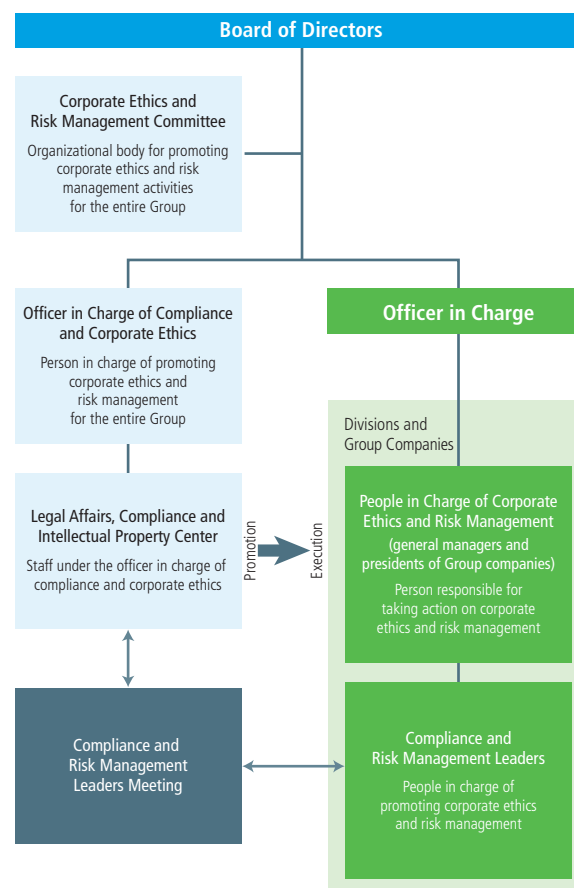 Board of Directors
Corporate Ethics and
Risk Management Committee
Organizational body for promoting
corporate ethics and risk
management activities
for the entire Group
Officer in Charge of Compliance
and Corporate Ethics
Person in charge of promoting
corporate ethics and
risk management
for the entire Group
Officer in Charge
Divisions and
Group Companies
Legal Affairs, Compliance and
Intellectual Property Center
Staff under the officer in charge of
compliance and corporate ethics
Promotion
Execution
People in Charge of Corporate
Ethics and Risk Management
(general managers and
presidents of Group companies)
Person responsible for
taking action on corporate
ethics and risk management
Compliance and
Risk Management
Leaders Meeting
Compliance and
Risk Management Leaders
People in charge of
promoting corporate ethics
and risk management